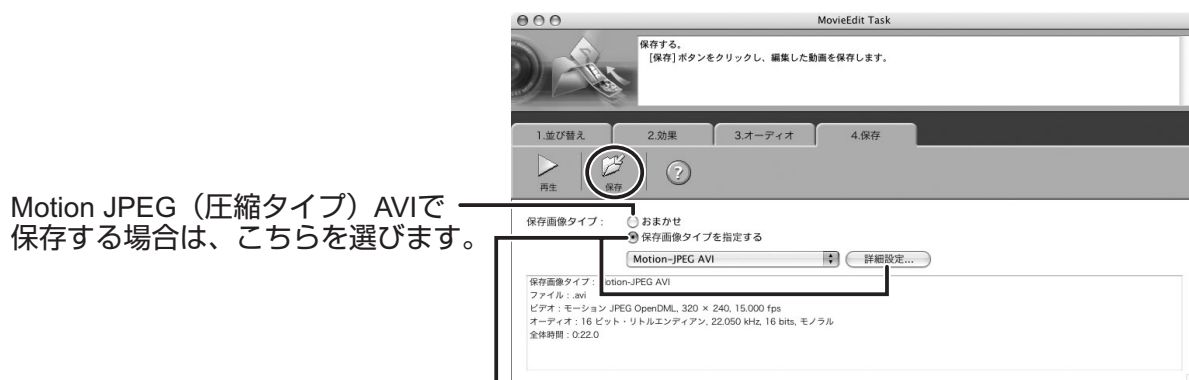 MovieEdit Task
保存する。
[保存] ボタンをクリックし、編集した動画を保存します。
1.並び替え
2.効果
3.オーディオ
4.保存
再生
保存
?
Motion JPEG（圧縮タイプ）AVIで
保存する場合は、こちらを選びます。
保存画像タイプ :
おまかせ
保存画像タイプを指定する
Motion-JPEG AVI
詳細設定...
保存画像タイプ : Motion-JPEG AVI
ファイル : .avi
ビデオ : モーション JPEG OpenDML, 320 × 240, 15.000 fps
オーディオ : 16 ビット・リトルエンディアン, 22.050 kHz, 16 bits, モノラル
全体時間 : 0:22.0